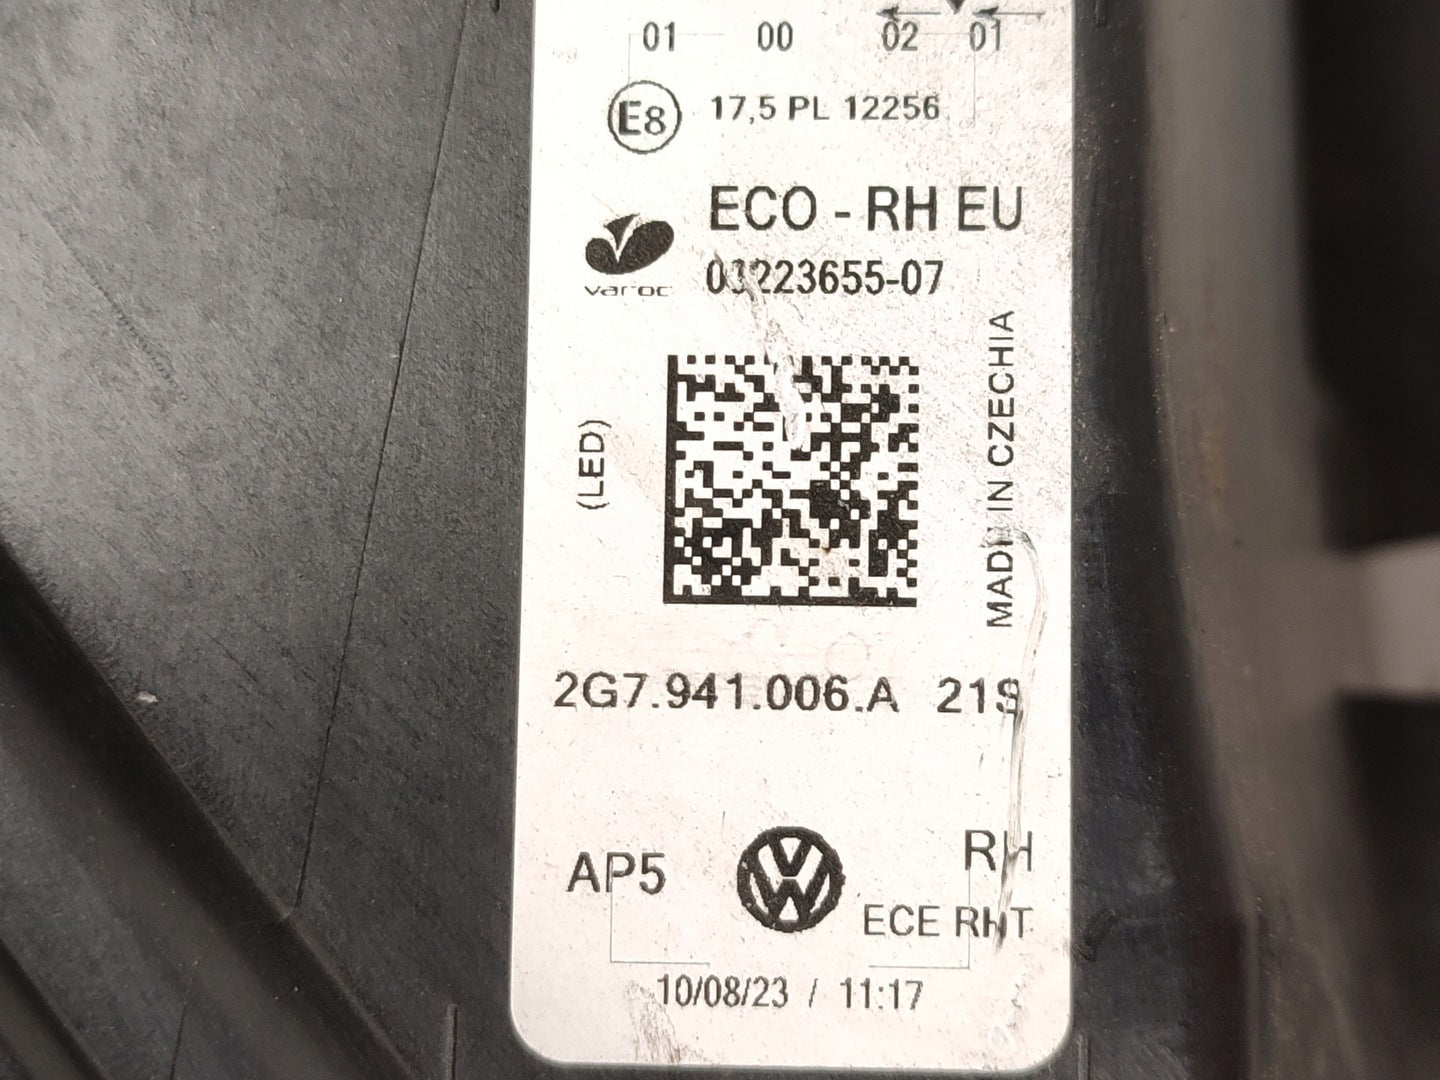 01 00 02 01
E8 17,5 PL 12256
ECO - RH EU
varoc
03223655-07
(LED)
MADE IN CZECHIA
2G7.941.006.A 21S
AP5
RH
ECE RHT
10/08/23 / 11:17